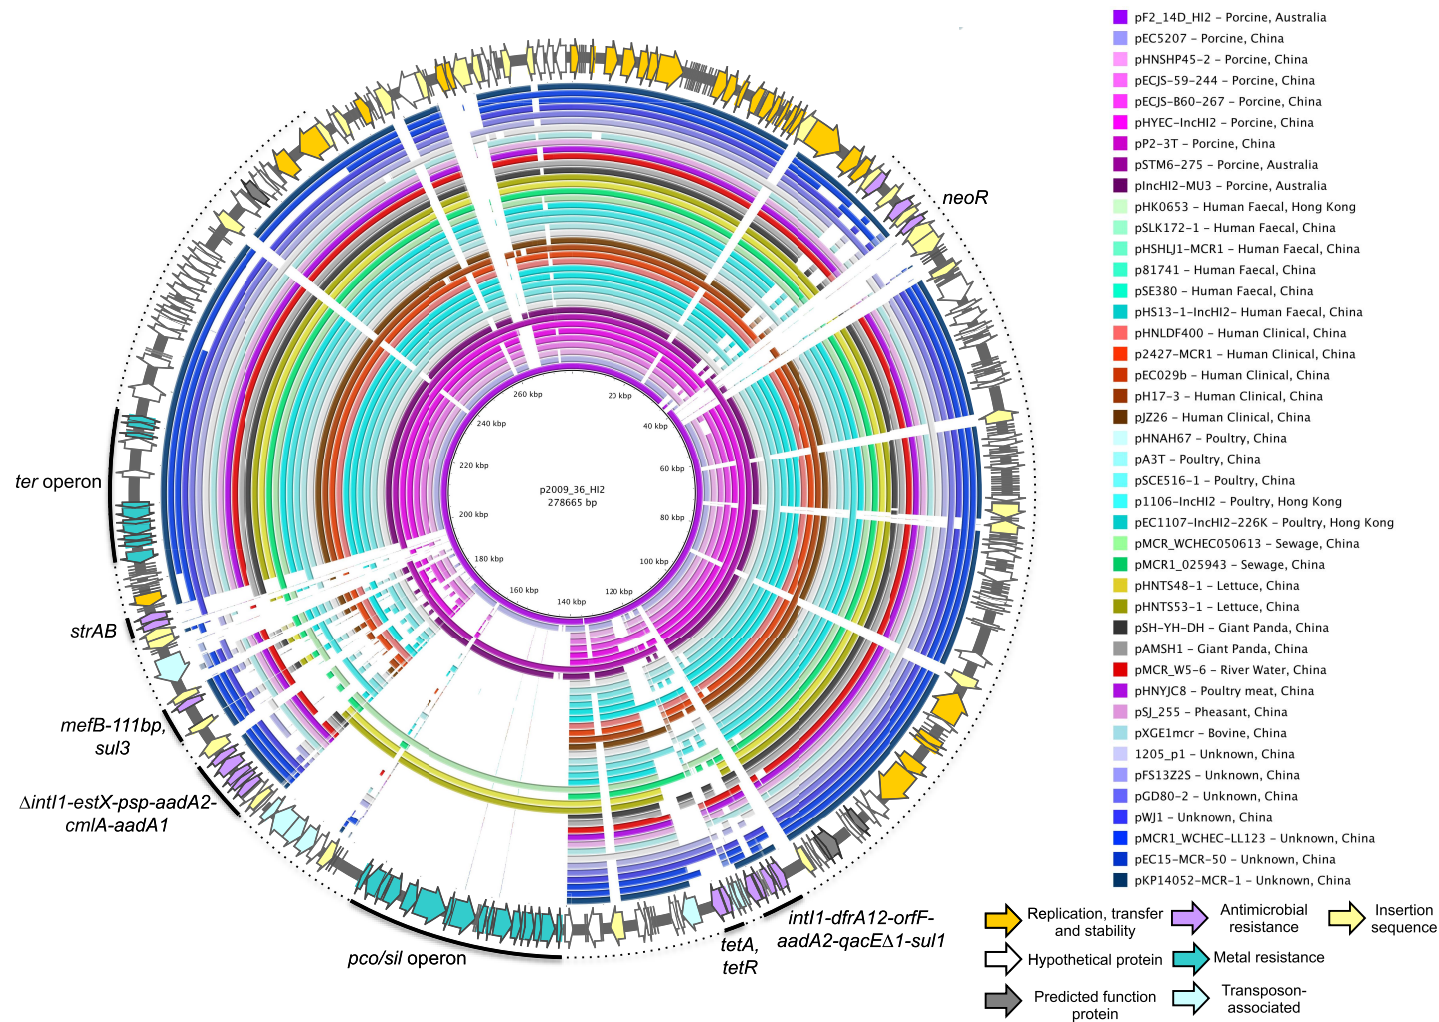 neoR
ter operon
strAB
mefB-111bp,
sul3
ΔintI1-estX-psp-aadA2-
cmlA-aadA1
pco/sil operon
tetA,
tetR
intI1-dfrA12-orfF-
aadA2-qacEΔ1-sul1
260 kbp
20 kbp
240 kbp
40 kbp
220 kbp
60 kbp
p2009_36_HI2
278665 bp
200 kbp
80 kbp
180 kbp
100 kbp
160 kbp
120 kbp
140 kbp
pF2_14D_HI2 – Porcine, Australia
pEC5207 – Porcine, China
pHNSHP45-2 – Porcine, China
pECJS-59-244 – Porcine, China
pECJS-B60-267 – Porcine, China
pHYEC-IncHI2 – Porcine, China
pP2-3T – Porcine, China
pSTM6-275 – Porcine, Australia
pIncHI2-MU3 – Porcine, Australia
pHK0653 – Human Faecal, Hong Kong
pSLK172-1 – Human Faecal, China
pHSHLJ1-MCR1 – Human Faecal, China
p81741 – Human Faecal, China
pSE380 – Human Faecal, China
pHS13-1-IncHI2- Human Faecal, China
pHNLDF400 – Human Clinical, China
p2427-MCR1 – Human Clinical, China
pEC029b – Human Clinical, China
pH17-3 – Human Clinical, China
pJZ26 – Human Clinical, China
pHNAH67 – Poultry, China
pA3T – Poultry, China
pSCE516-1 – Poultry, China
p1106-IncHI2 – Poultry, Hong Kong
pEC1107-IncHI2-226K – Poultry, Hong Kong
pMCR_WCHEC050613 – Sewage, China
pMCR1_025943 – Sewage, China
pHNTS48-1 – Lettuce, China
pHNTS53-1 – Lettuce, China
pSH-YH-DH – Giant Panda, China
pAMSH1 – Giant Panda, China
pMCR_W5-6 – River Water, China
pHNYJC8 – Poultry meat, China
pSJ_255 – Pheasant, China
pXGE1mcr – Bovine, China
1205_p1 – Unknown, China
pFS13Z2S – Unknown, China
pGD80-2 – Unknown, China
pWJ1 – Unknown, China
pMCR1_WCHEC-LL123 – Unknown, China
pEC15-MCR-50 – Unknown, China
pKP14052-MCR-1 – Unknown, China
Replication, transfer
and stability
Antimicrobial
resistance
Insertion
sequence
Hypothetical protein
Metal resistance
Predicted function
protein
Transposon-
associated